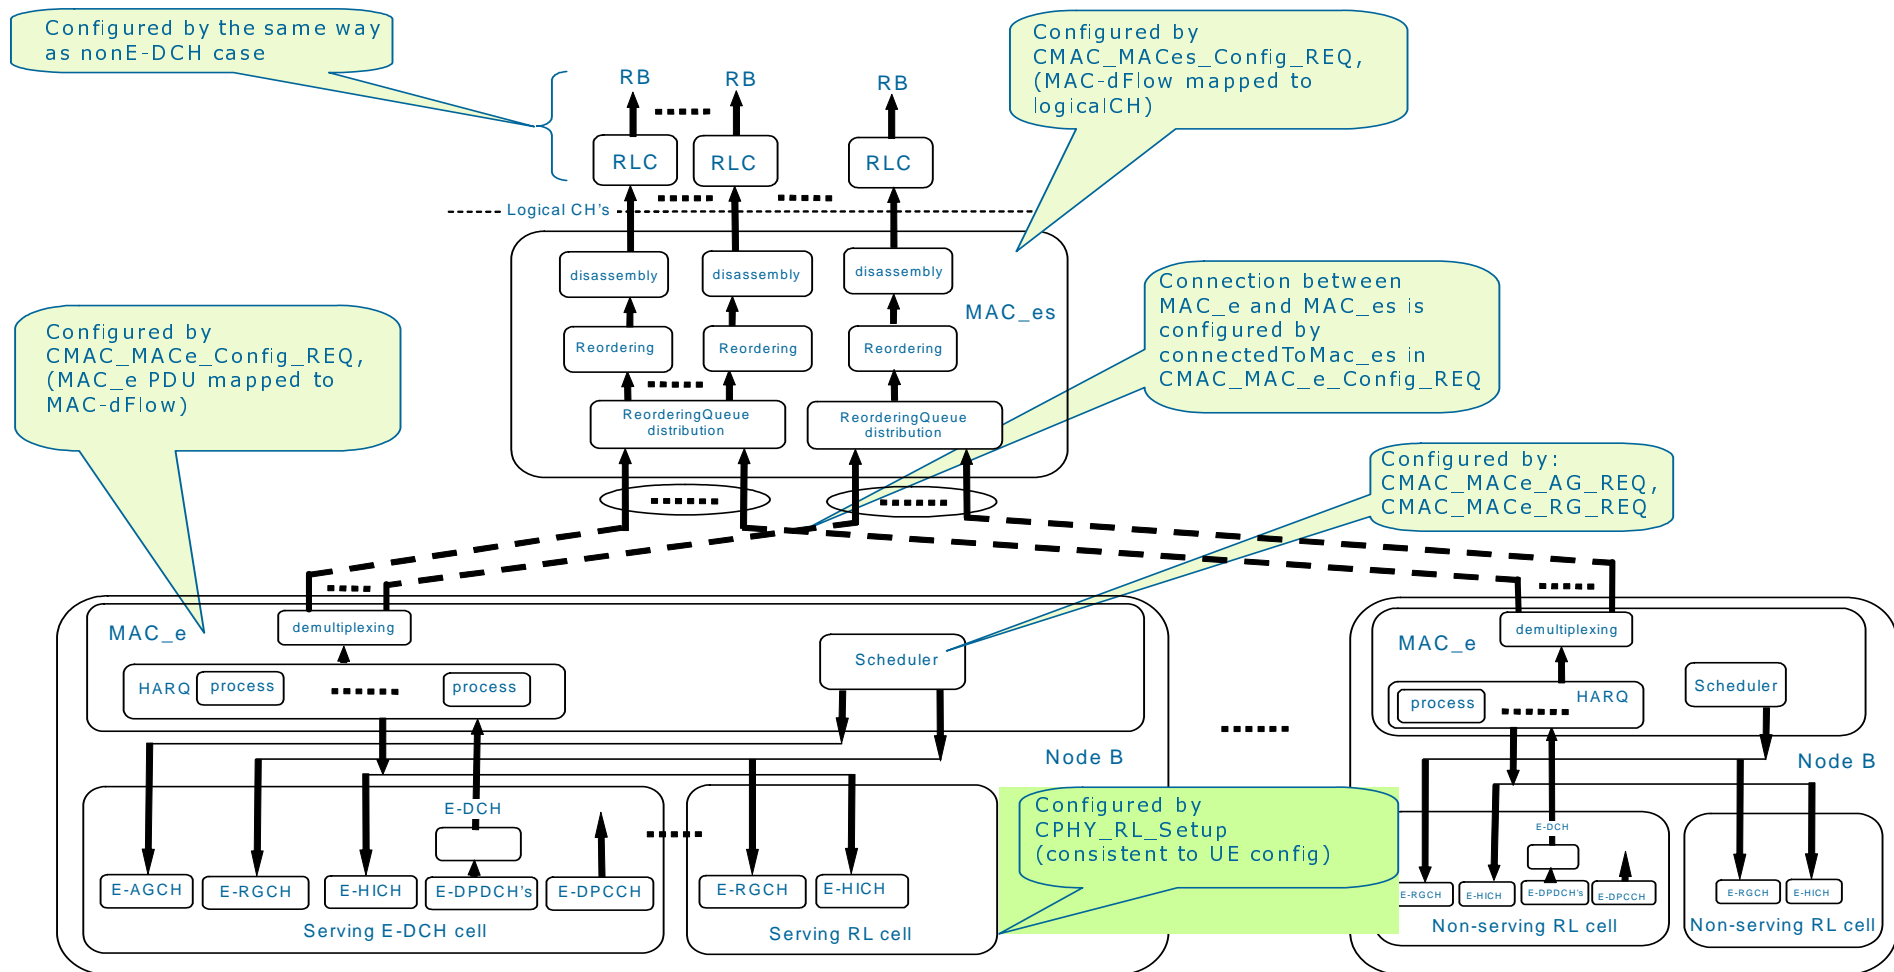 Configured by the same way
as nonE-DCH case
Configured by
CMAC_MACes_Config_REQ,
(MAC-dFlow mapped to
logicalCH)
RB
RB
RB
RLC
RLC
RLC
Logical CH's
disassembly
disassembly
disassembly
MAC_es
Reordering
Reordering
Reordering
ReorderingQueue
distribution
ReorderingQueue
distribution
Connection between
MAC_e and MAC_es is
configured by
connectedToMac_es in
CMAC_MAC_e_Config_REQ
Configured by
CMAC_MACe_Config_REQ,
(MAC_e PDU mapped to
MAC-dFlow)
Configured by:
CMAC_MACe_AG_REQ,
CMAC_MACe_RG_REQ
MAC_e
demultiplexing
Scheduler
HARQ
process
process
Node B
E-DCH
E-AGCH
E-RGCH
E-HICH
E-DPDCH's
E-DPCCH
Serving E-DCH cell
E-RGCH
E-HICH
Serving RL cell
Configured by
CPHY_RL_Setup
(consistent to UE config)
MAC_e
demultiplexing
process
HARQ
Scheduler
Node B
E-DCH
E-RGCH
E-HICH
E-DPDCH's
E-DPCCH
Non-serving RL cell
E-RGCH
E-HICH
Non-serving RL cell